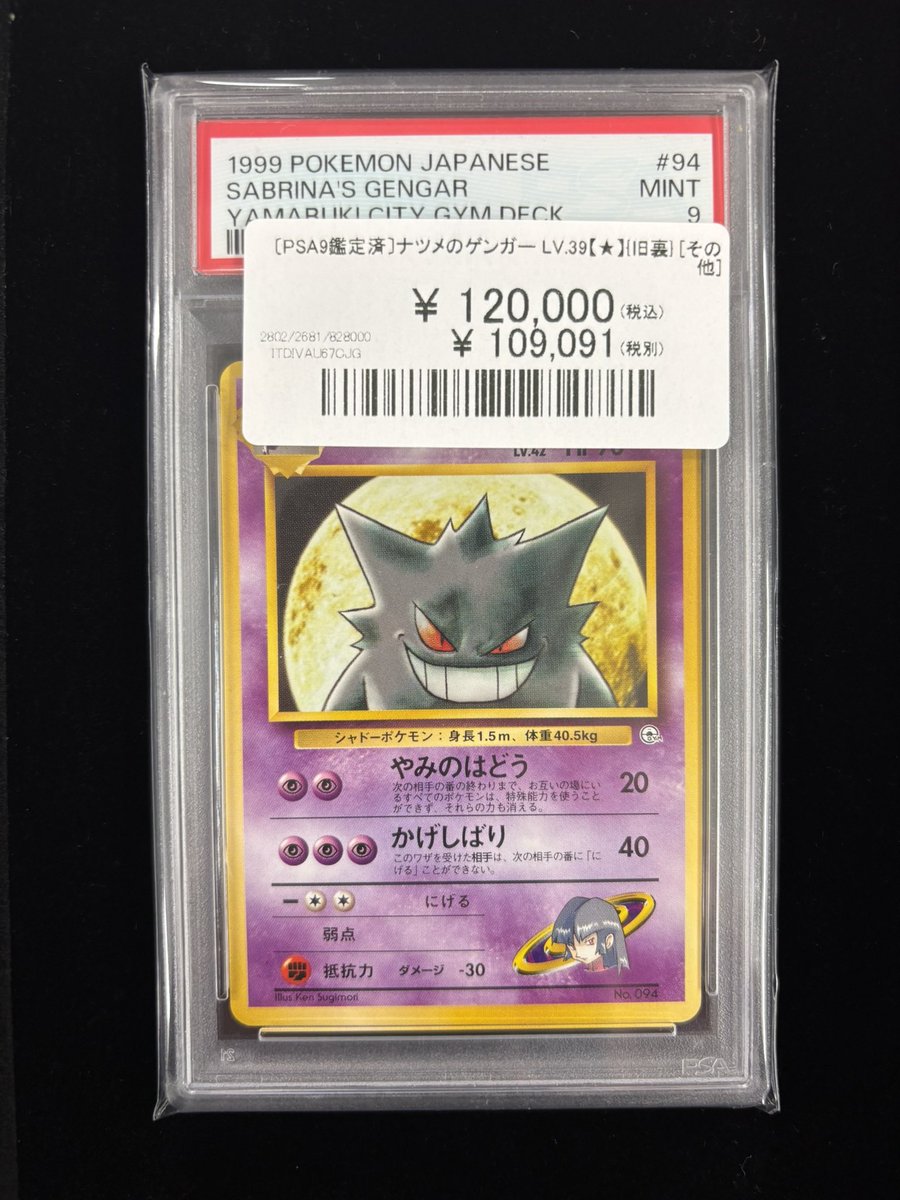 1999 POKEMON JAPANESE #94
SABRINA'S GENGAR MINT
YAMABUKI CITY GYM DECK 9
[PSA9鑑定済]ナツメのゲンガー LV.39【★】{旧裏} [その
他]
¥ 120,000(税込)
2802/2681/828000
¥ 109,091(税別)
ITDIVAU67CJG
LV.42
シャドーポケモン:身長1.5m、体重40.5kg
やみのはどう 20
次の相手の番の終わりまで、お互いの場にい
るすべてのポケモンは、特殊能力を使うこと
ができず、それらの力も消える。
かげしばり 40
このワザを受けた相手は、次の相手の番に「に
げる」ことができない。
ー にげる
弱点
抵抗力 ダメージ -30
Illus Ken Sugimori No. 094
PSA